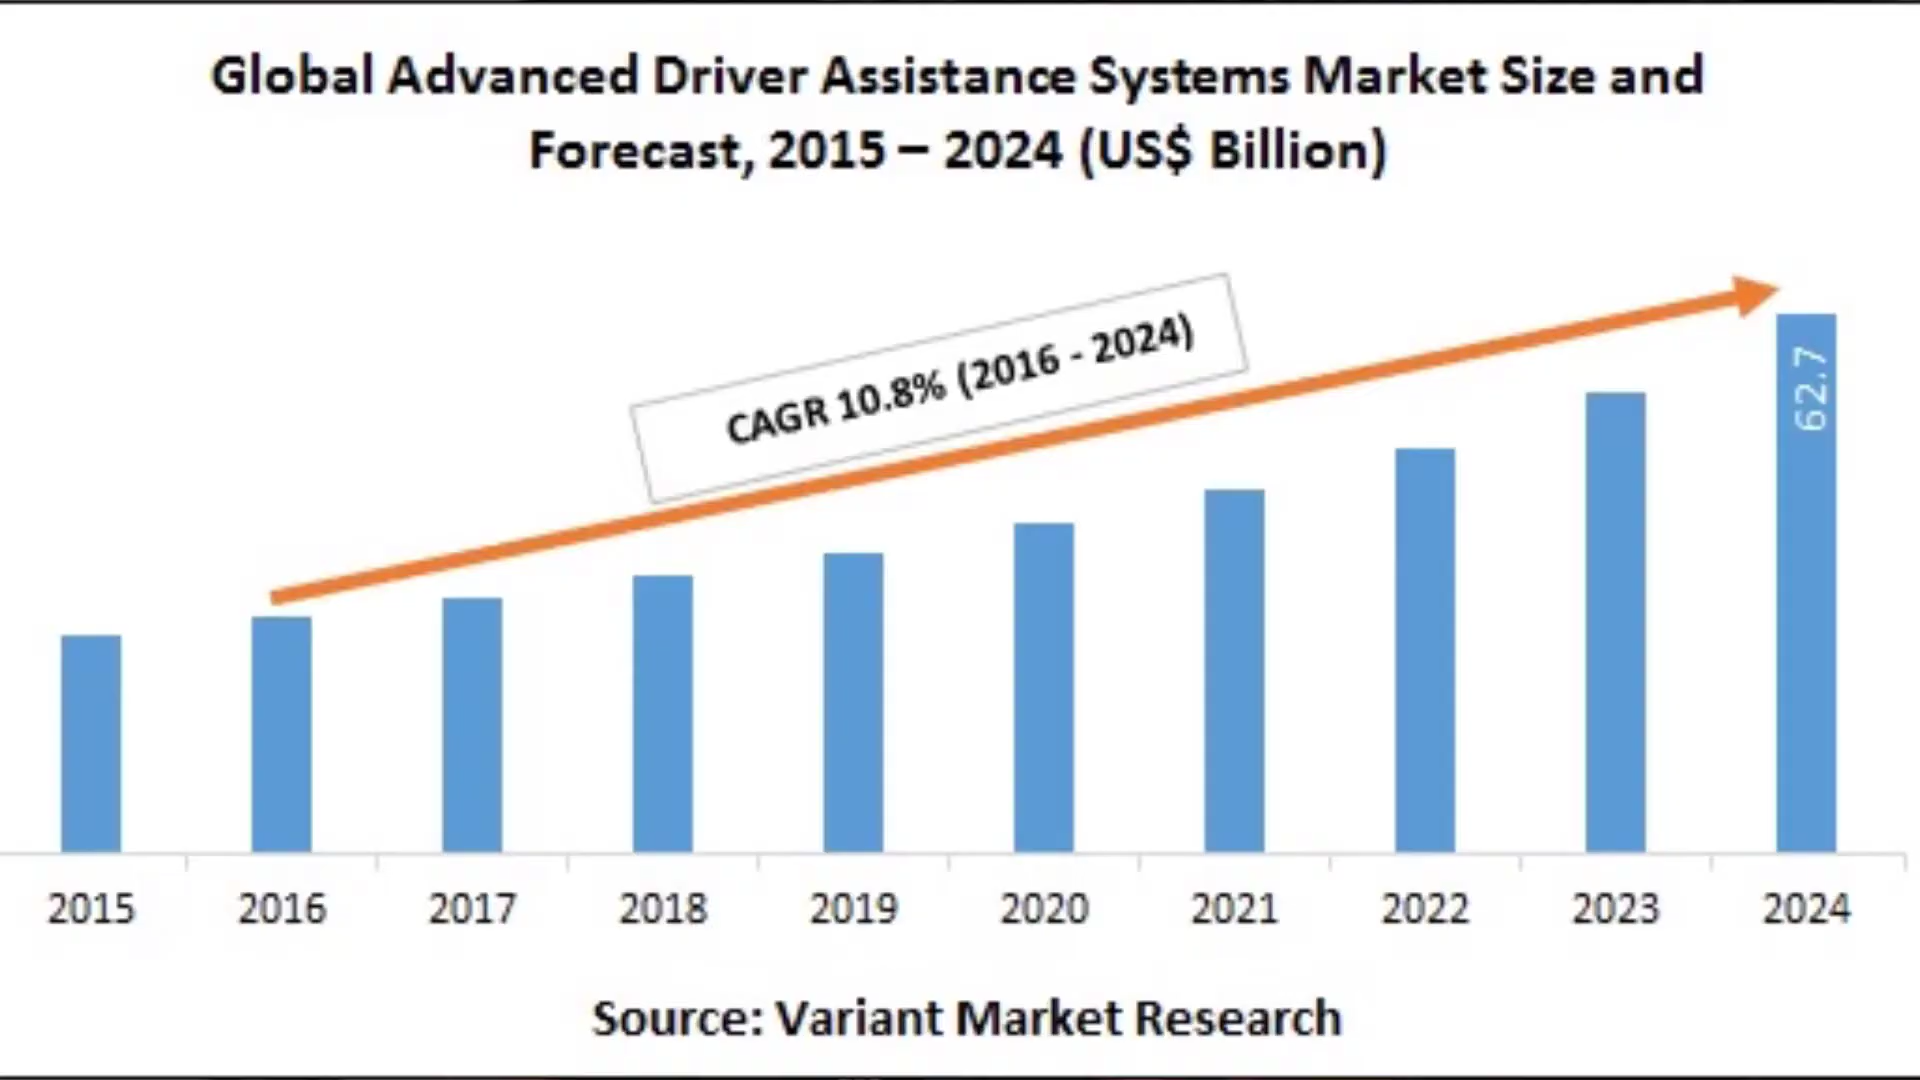 Global Advanced Driver Assistance Systems Market Size and
Forecast, 2015 – 2024 (US$ Billion)
CAGR 10.8% (2016 - 2024)
62.7
2015 2016 2017 2018 2019 2020 2021 2022 2023 2024
Source: Variant Market Research